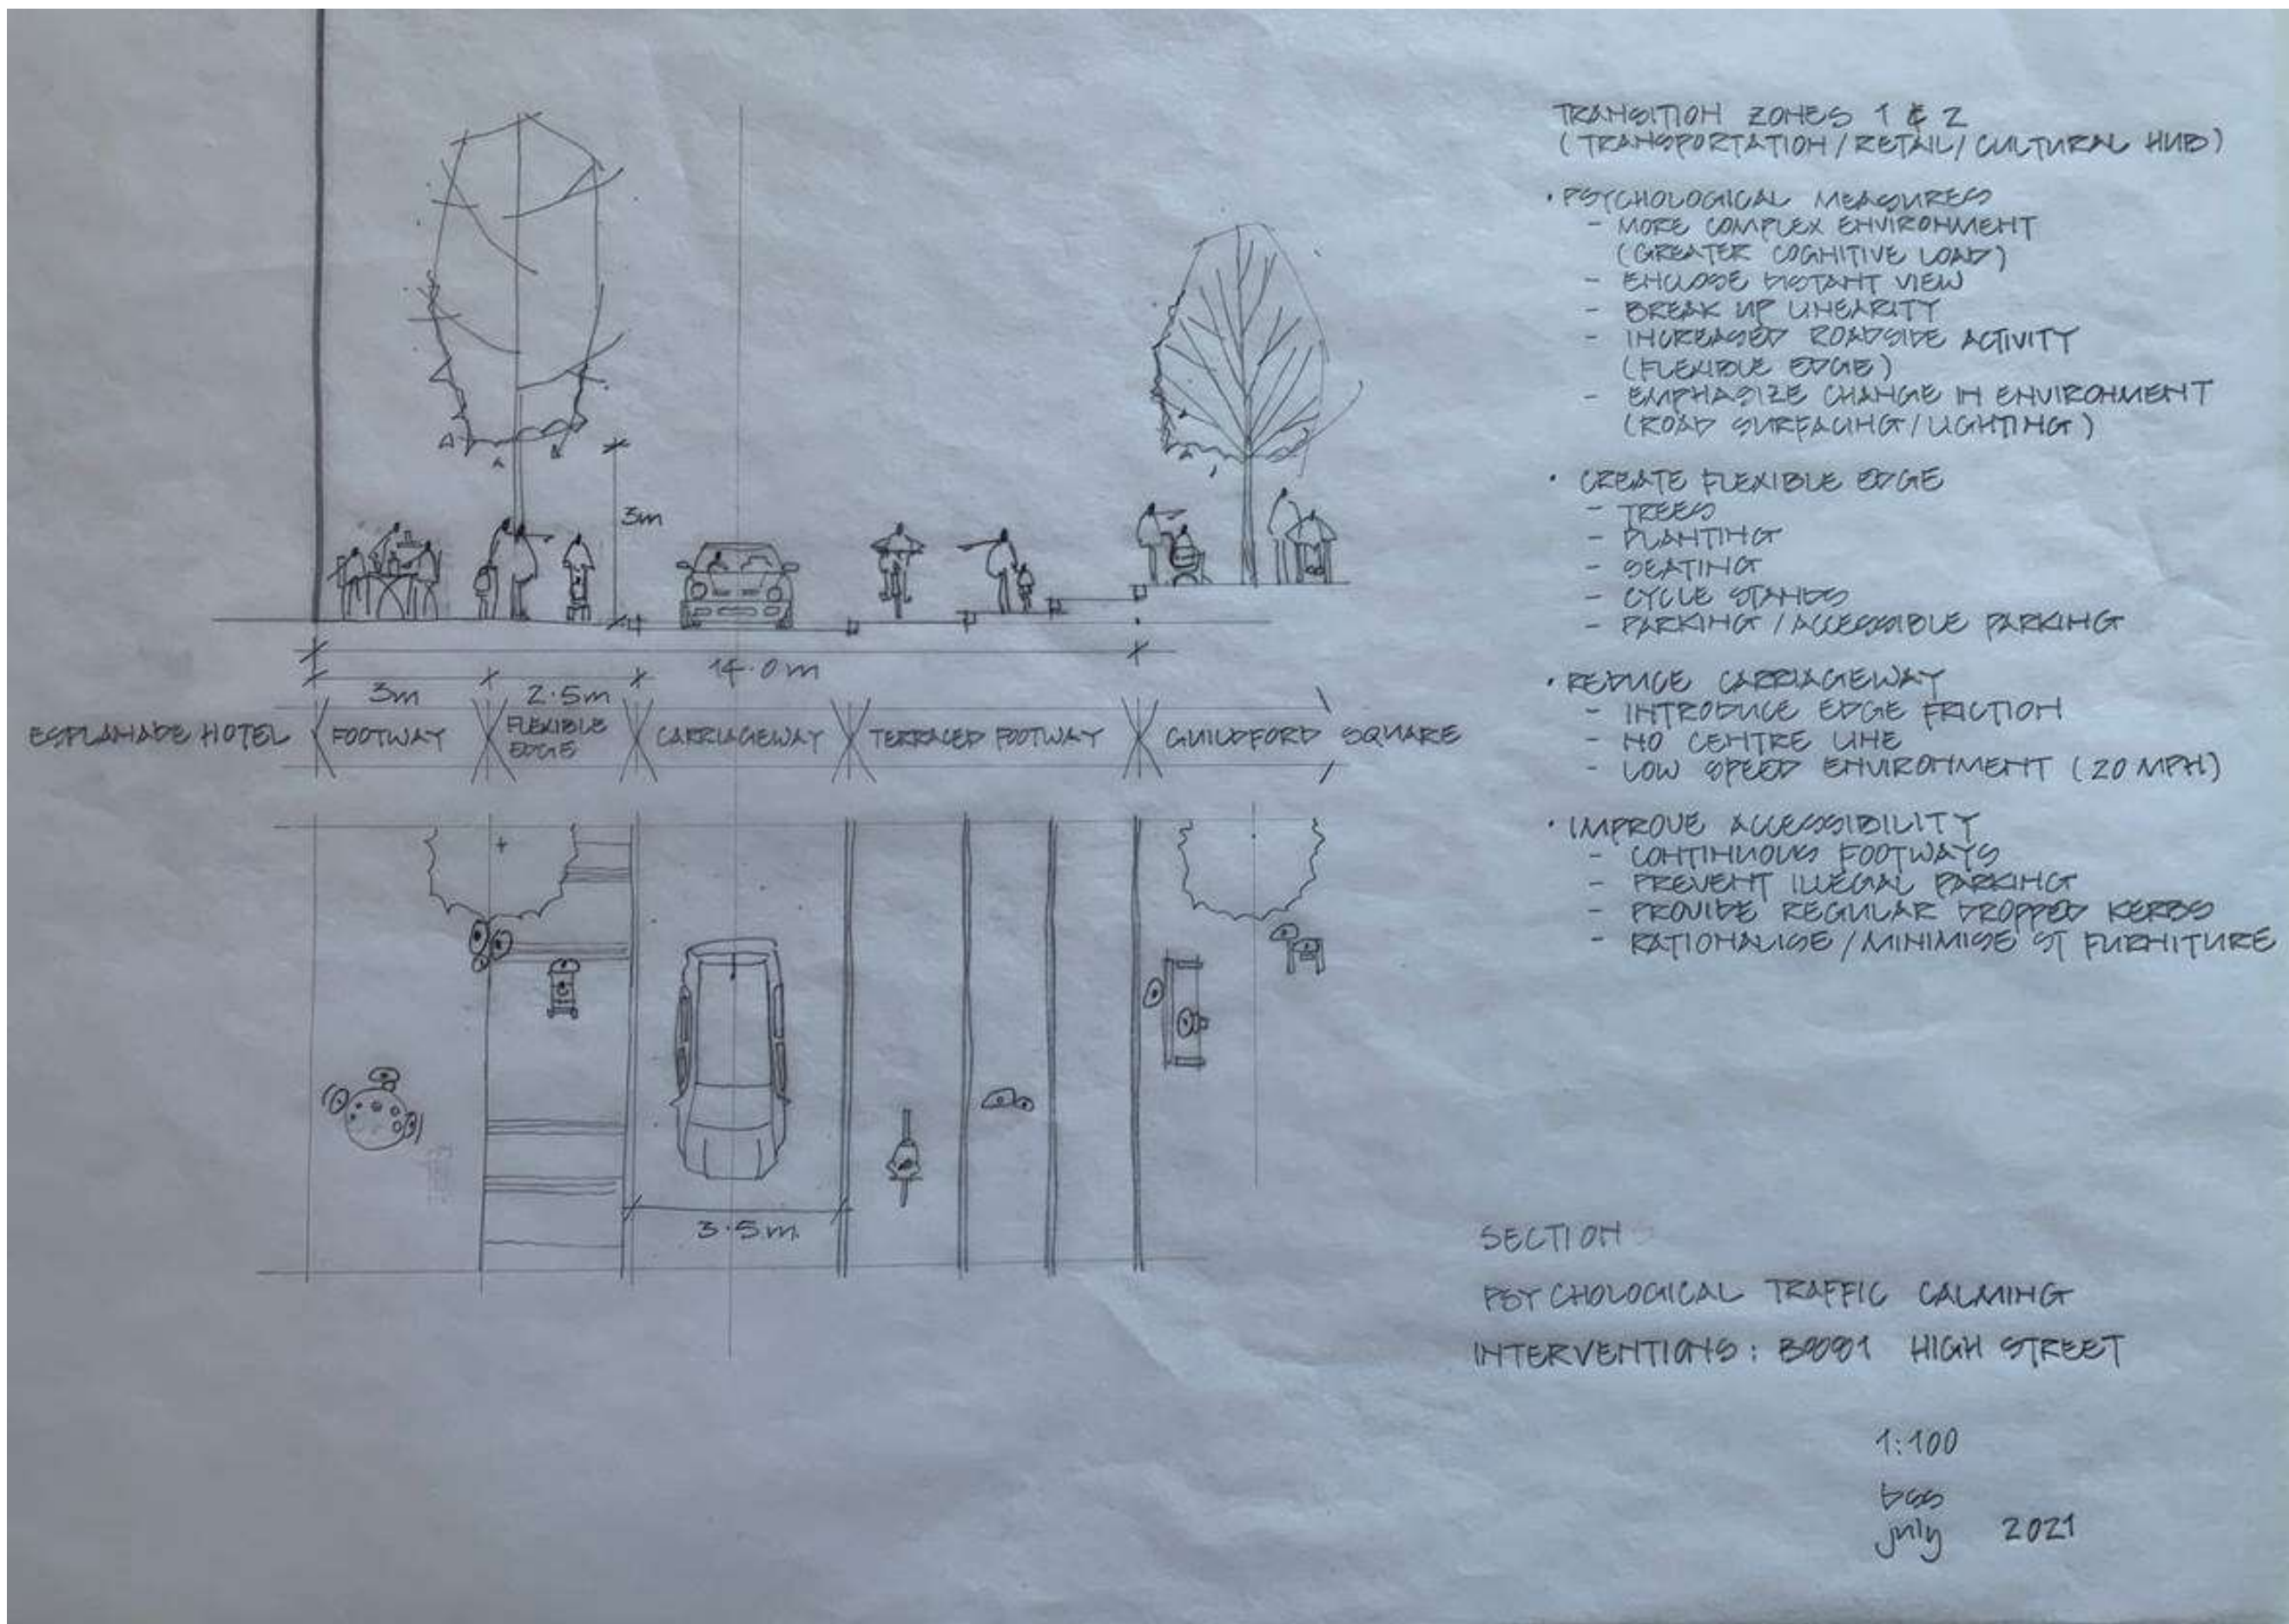 TRANSITION ZONES 1 & 2
(TRANSPORTATION / RETAIL / CULTURAL HUB)
· PSYCHOLOGICAL MEASURES
- MORE COMPLEX ENVIRONMENT
(GREATER COGNITIVE LOAD)
- ENCLOSE DISTANT VIEW
- BREAK UP LINEARITY
- INCREASED ROADSIDE ACTIVITY
(FLEXIBLE EDGE)
- EMPHASIZE CHANGE IN ENVIRONMENT
(ROAD SURFACING / LIGHTING)
· CREATE FLEXIBLE EDGE
- TREES
- PLANTING
- SEATING
- CYCLE STANDS
- PARKING / ACCESSIBLE PARKING
· REDUCE CARRIAGEWAY
- INTRODUCE EDGE FRICTION
- NO CENTRE LINE
- LOW SPEED ENVIRONMENT (20 MPH)
· IMPROVE ACCESSIBILITY
- CONTINUOUS FOOTWAYS
- PREVENT ILLEGAL PARKING
- PROVIDE REGULAR DROPPED KERBS
- RATIONALISE / MINIMISE ST FURNITURE
3m
14.0m
3m
2.5m
ESPLANADE HOTEL
FOOTWAY
FLEXIBLE
EDGE
CARRIAGEWAY
TERRACED FOOTWAY
GUILDFORD SQUARE
3.5m
SECTION
PSYCHOLOGICAL TRAFFIC CALMING
INTERVENTIONS: HIGH STREET
1:100
july 2021